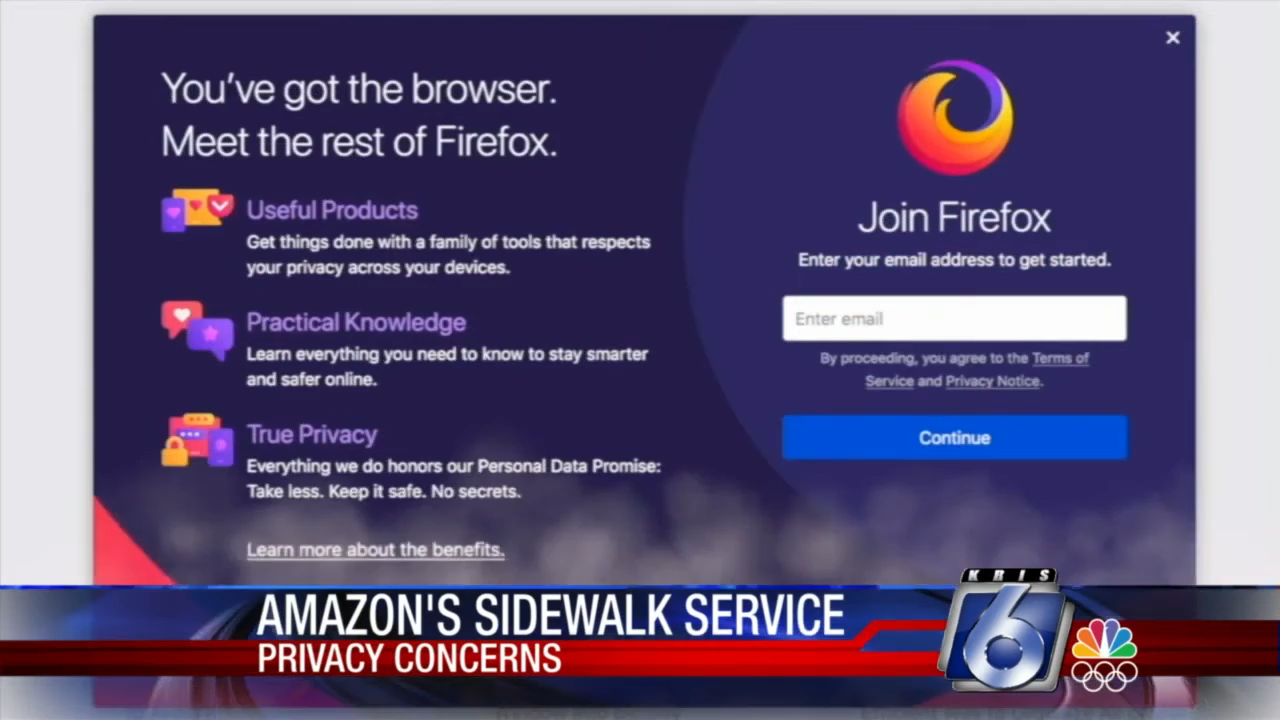 You've got the browser.
Meet the rest of Firefox.
Useful Products
Get things done with a family of tools that respects
your privacy across your devices.
Practical Knowledge
Learn everything you need to know to stay smarter
and safer online.
True Privacy
Everything we do honors our Personal Data Promise:
Take less. Keep it safe. No secrets.
Learn more about the benefits.
Join Firefox
Enter your email address to get started.
Enter email
By proceeding, you agree to the Terms of
Service and Privacy Notice.
Continue
AMAZON'S SIDEWALK SERVICE
PRIVACY CONCERNS
KRIS
6